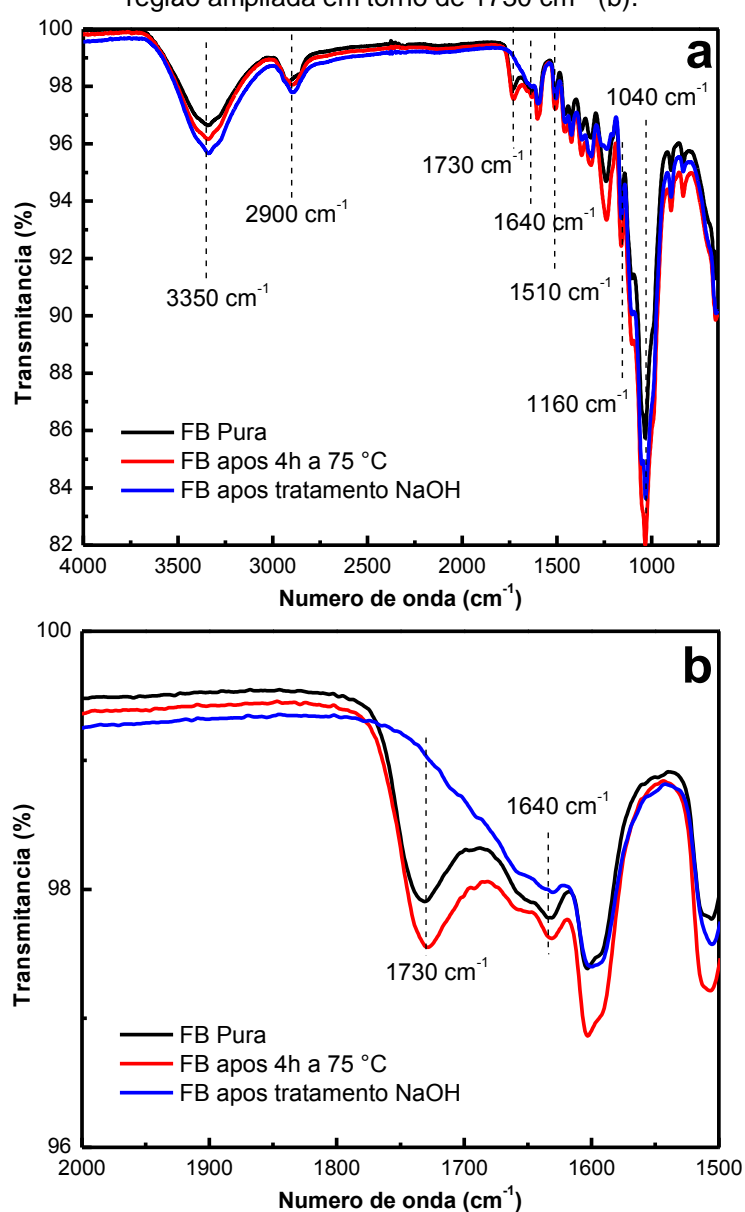 região ampliada em torno de 1730 cm⁻¹ (b).
a
100
98
96
94
92
90
88
86
84
82
Transmitancia (%)
1040 cm⁻¹
1730 cm⁻¹
1640 cm⁻¹
2900 cm⁻¹
1510 cm⁻¹
3350 cm⁻¹
1160 cm⁻¹
FB Pura
FB apos 4h a 75 °C
FB apos tratamento NaOH
4000 3500 3000 2500 2000 1500 1000
Numero de onda (cm⁻¹)
b
100
98
96
Transmitancia (%)
1640 cm⁻¹
1730 cm⁻¹
FB Pura
FB apos 4h a 75 °C
FB apos tratamento NaOH
2000 1900 1800 1700 1600 1500
Numero de onda (cm⁻¹)